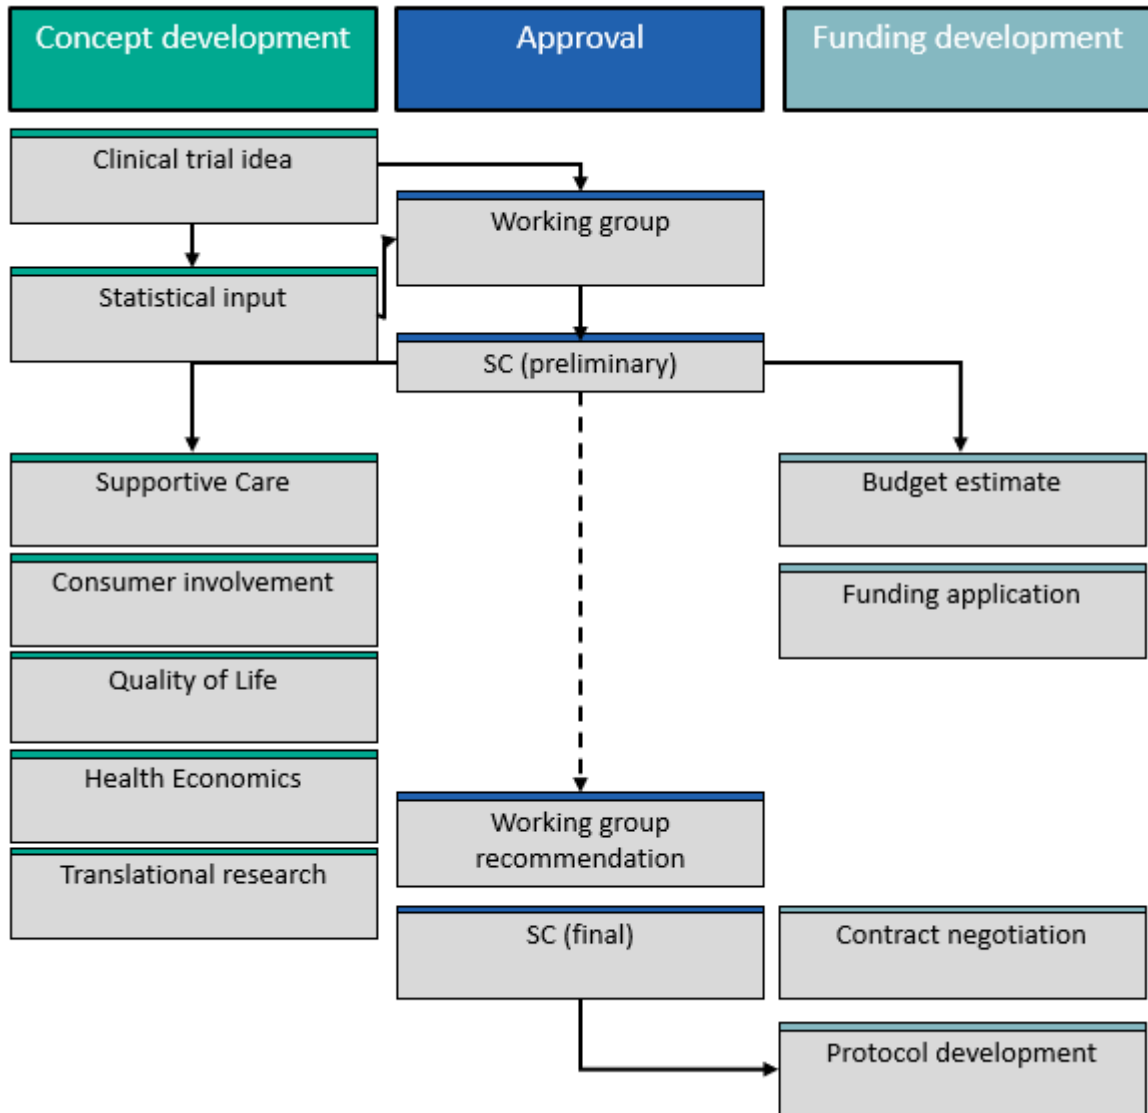 Concept development
Approval
Funding development
Clinical trial idea
Working group
Statistical input
SC (preliminary)
Supportive Care
Budget estimate
Consumer involvement
Funding application
Quality of Life
Health Economics
Working group
recommendation
Translational research
SC (final)
Contract negotiation
Protocol development